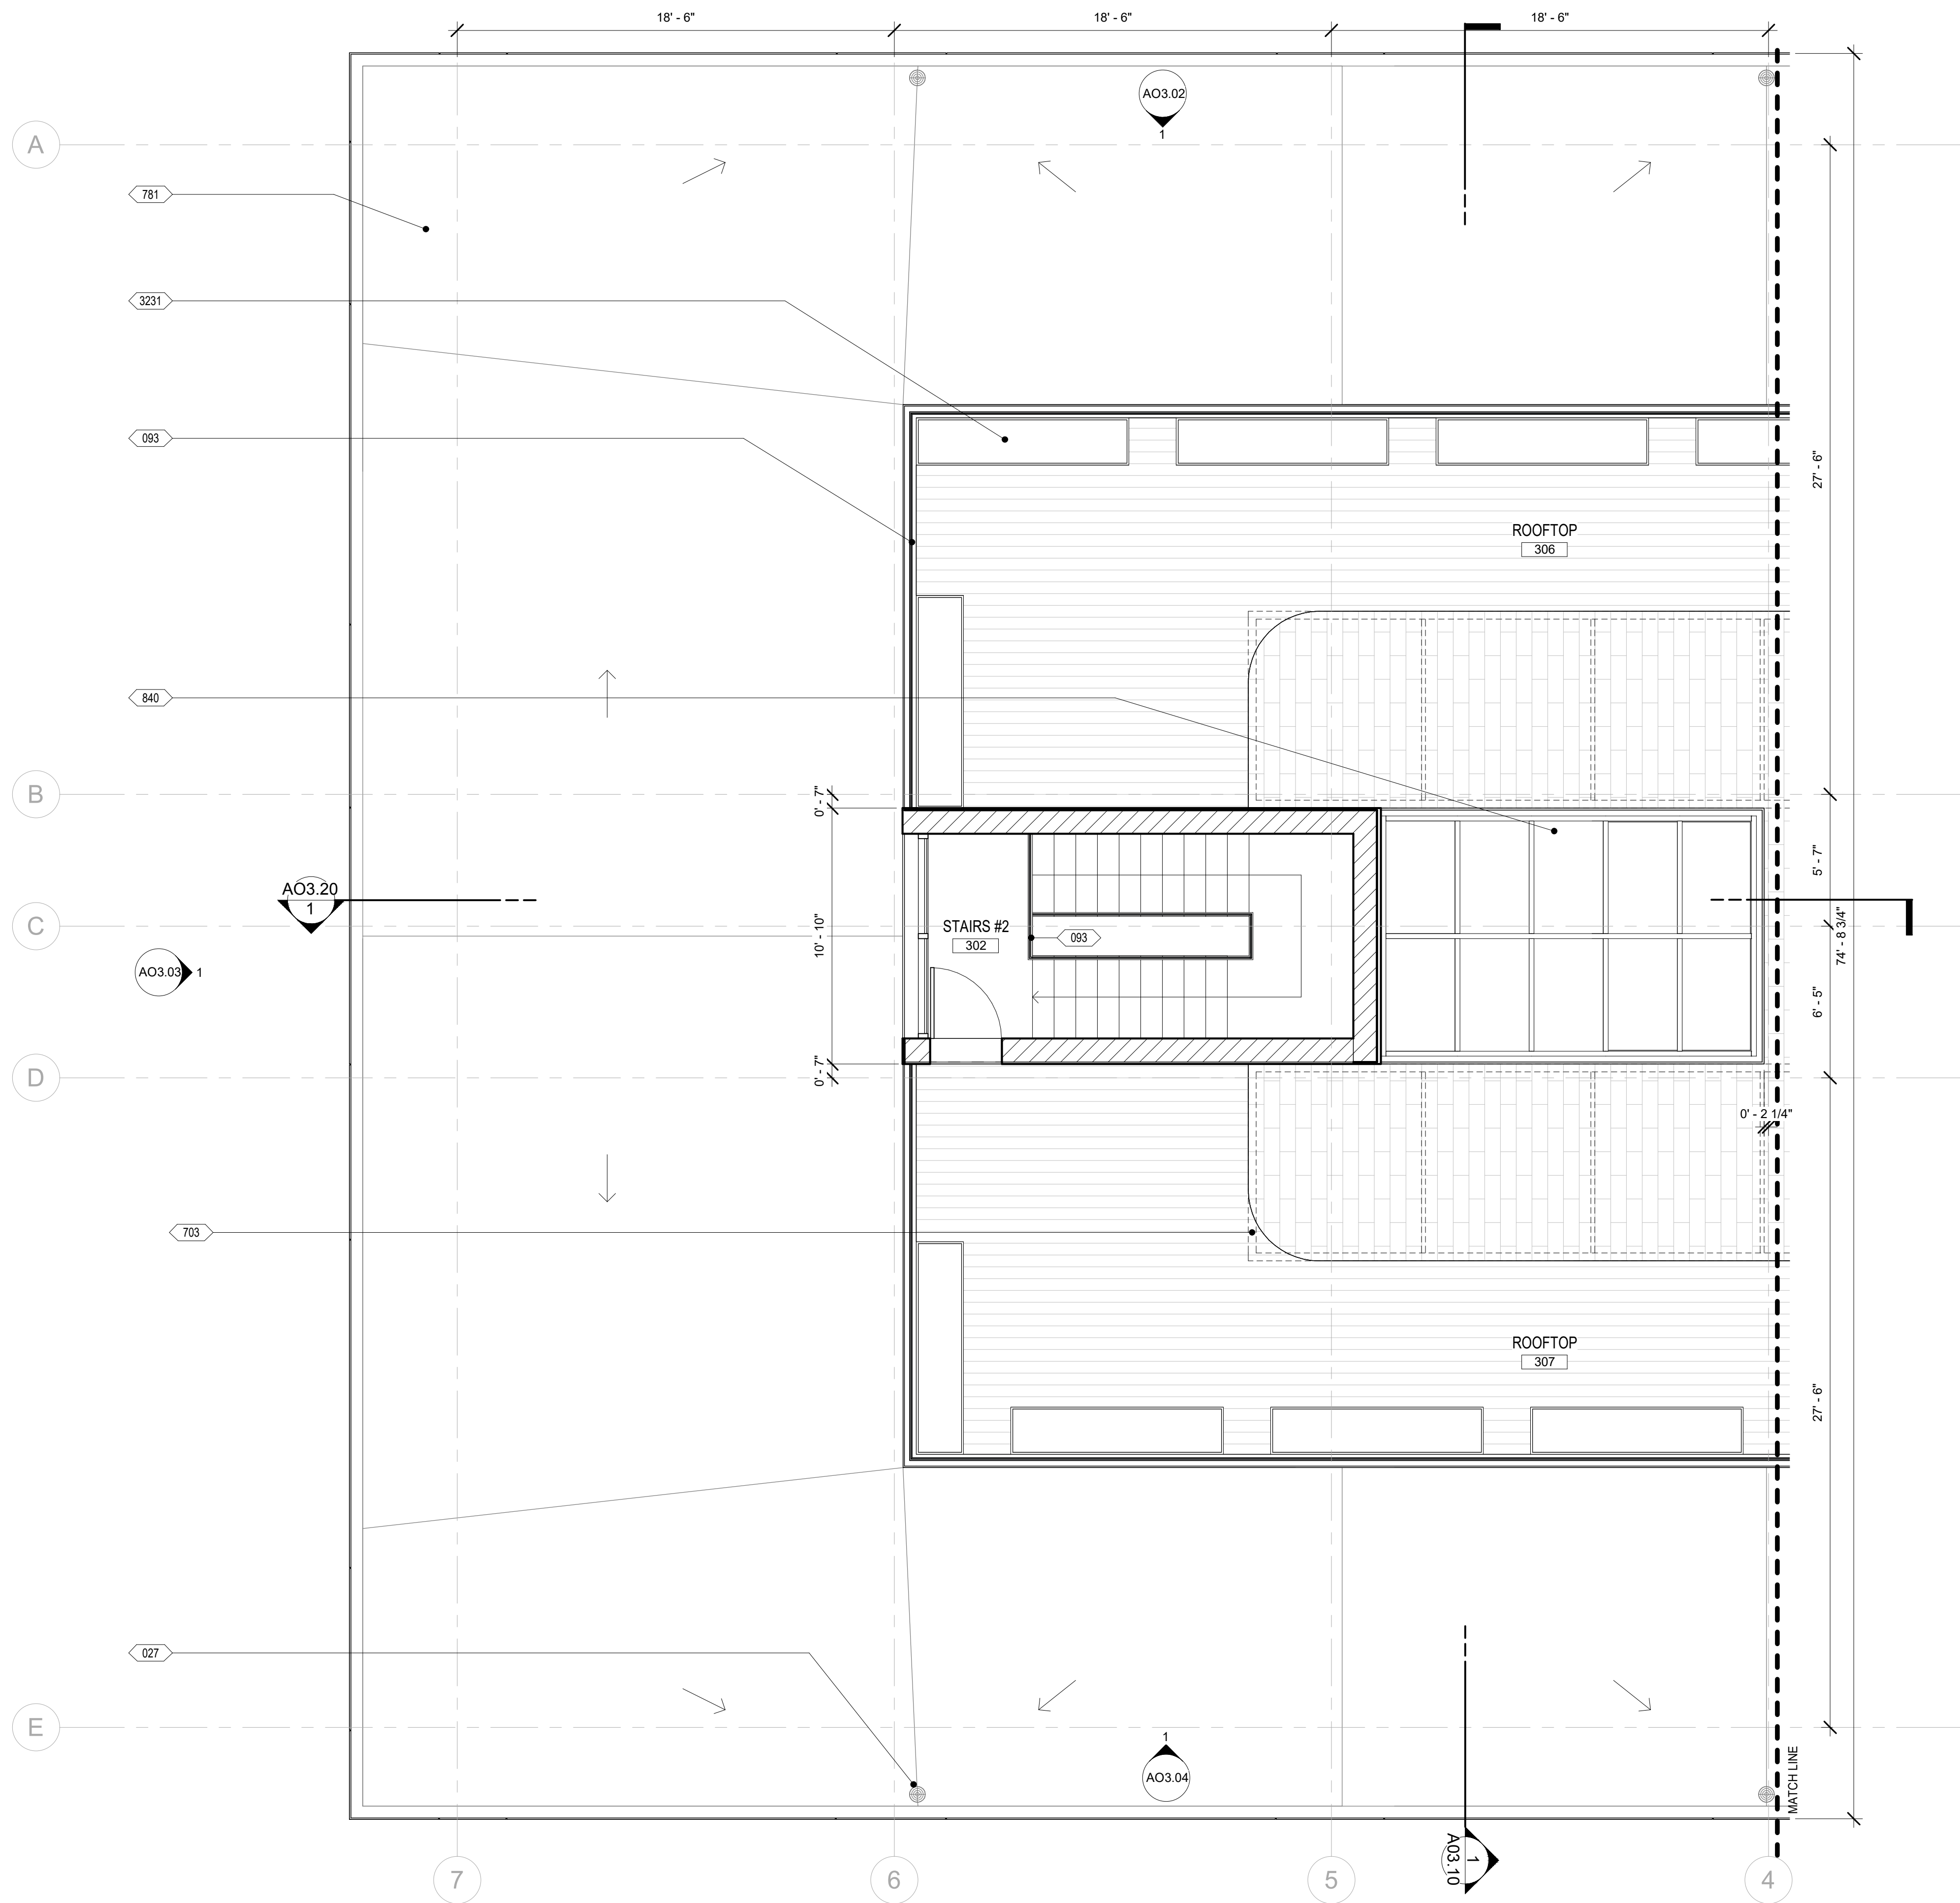 18' - 6"
18' - 6"
18' - 6"
AO3.02
1
A
781
3231
093
27' - 6"
ROOFTOP
306
840
B
0' - 7"
5' - 7"
AO3.20
1
10' - 10"
STAIRS #2
302
093
C
74' - 8 3/4"
AO3.03
1
6' - 5"
0' - 7"
D
0' - 2 1/4"
703
ROOFTOP
307
27' - 6"
027
E
1
AO3.04
MATCH LINE
1
A03.10
7
6
5
4